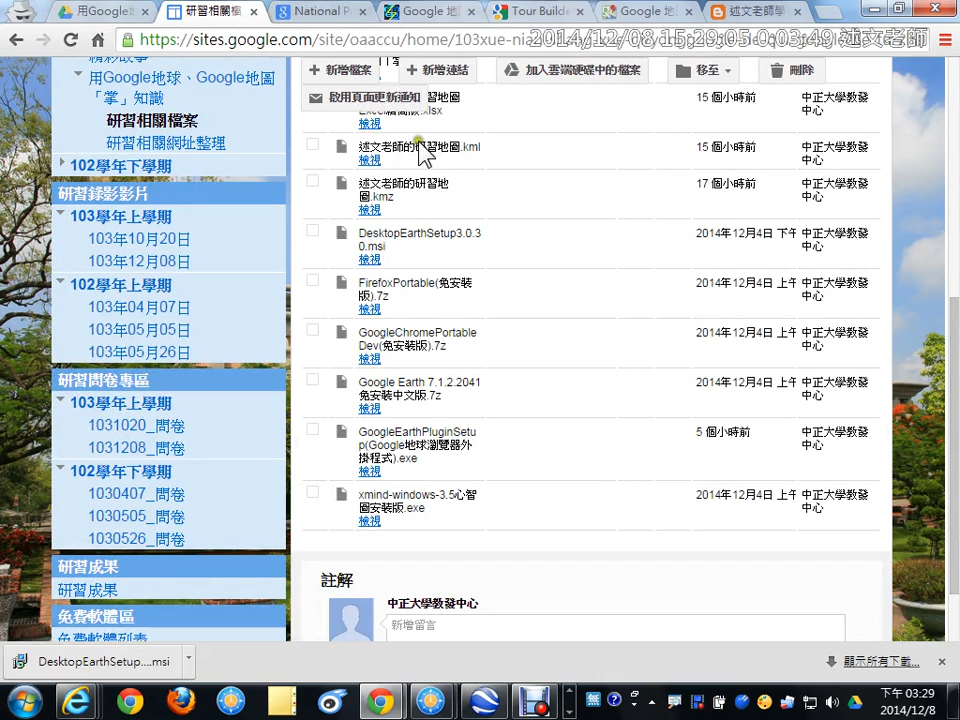 用Google
研習相關檔
National P
Google 地
Tour Builde
Google 地
述文老師學
https://sites.google.com/site/oaaccu/home/103xue-nia
2014/12/08 15:29:05 0:03:49 述文老師
新增檔案
新增連結
加入雲端硬碟中的檔案
移至
刪除
啟用頁面更新通知
用Google地球、Google地圖
「掌」知識
研習相關檔案
研習相關網址整理
102學年下學期
研習錄影影片
103學年上學期
103年10月20日
103年12月08日
102學年上學期
103年04月07日
103年05月05日
103年05月26日
研習問卷專區
103學年上學期
1031020_問卷
1031208_問卷
102學年下學期
1030407_問卷
1030505_問卷
1030526_問卷
研習成果
研習成果
免費軟體區
免費軟體列表
習地圖 15 個小時前 中正大學教發
.xlsx 中心
檢視
述文老師的研習地圖.kml 15 個小時前 中正大學教發
檢視 中心
述文老師的研習地 17 個小時前 中正大學教發
圖.kmz 中心
檢視
DesktopEarthSetup3.0.3 2014年12月4日 下午 中正大學教發
0.msi 中心
檢視
FirefoxPortable(免安裝 2014年12月4日 上午 中正大學教發
版).7z 中心
檢視
GoogleChromePortable 2014年12月4日 上午 中正大學教發
Dev(免安裝版).7z 中心
檢視
Google Earth 7.1.2.2041 2014年12月4日 上午 中正大學教發
免安裝中文版.7z 中心
檢視
GoogleEarthPluginSetu 5 個小時前 中正大學教發
p(Google地球瀏覽器外 中心
掛程式).exe
檢視
xmind-windows-3.5心智 2014年12月4日 上午 中正大學教發
圖安裝版.exe 中心
檢視
註解
中正大學教發中心
新增留言
DesktopEarthSetup....msi
顯示所有下載...
下午 03:29
2014/12/8